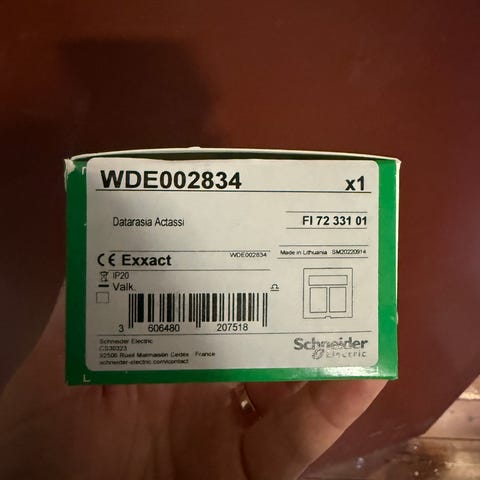 WDE002834 x1
Datarasia Actassi
FI 72 331 01
WDE002834 Made in Lithuania SM20220914
CE Exxact
IP20
Valk.
3 606480 207518
Schneider Electric
CS30323
92506 Rueil Malmaison Cedex - France
schneider-electric.com/contact
Schneider
Electric